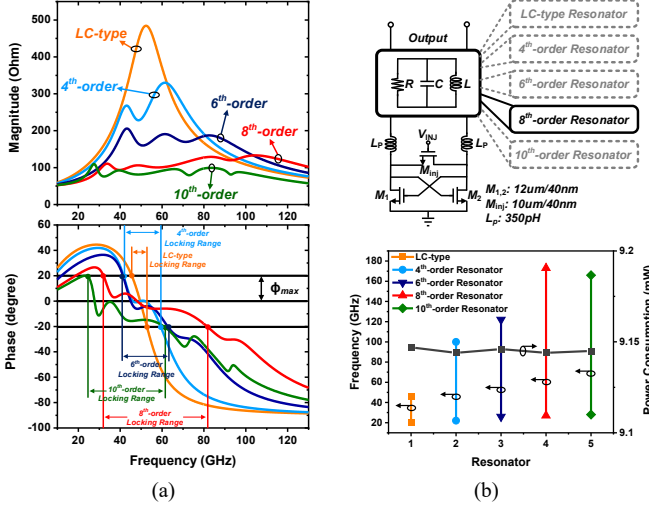 Magnitude (Ohm)
500
400
300
200
100
0
LC-type
4th-order
6th-order
8th-order
10th-order
Phase (degree)
80
60
40
20
0
-20
-40
-60
-80
-100
4th-order
Locking Range
LC-type
Locking Range
ϕmax
6th-order
Locking Range
10th-order
Locking Range
8th-order
Locking Range
20 40 60 80 100 120
Frequency (GHz)
(a)
Output
R C L
LP LP
VINJ
Minj
M1 M2
M1,2: 12um/40nm
Minj: 10um/40nm
Lp: 350pH
LC-type Resonator
4th-order Resonator
6th-order Resonator
8th-order Resonator
10th-order Resonator
Frequency (GHz)
180
160
140
120
100
80
60
40
20
LC-type
4th-order Resonator
6th-order Resonator
8th-order Resonator
10th-order Resonator
9.2
9.15
9.1
Power Consumption (mW)
1 2 3 4 5
Resonator
(b)